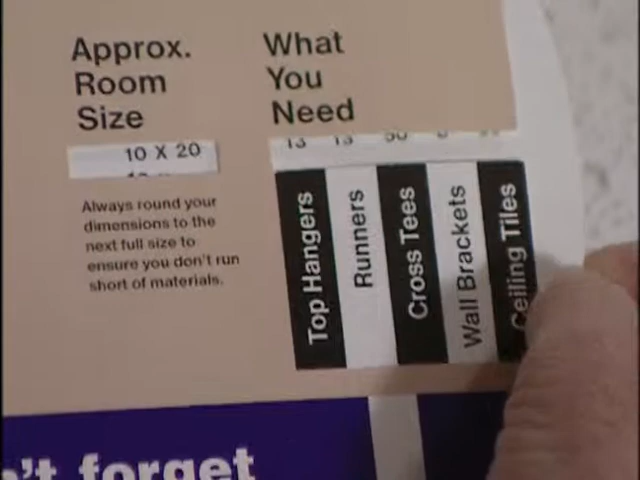 Approx.
Room
Size
What
You
Need
10 X 20
Always round your
dimensions to the
next full size to
ensure you don't run
short of materials.
Top Hangers
Runners
Cross Tees
Wall Brackets
Ceiling Tiles
't forget